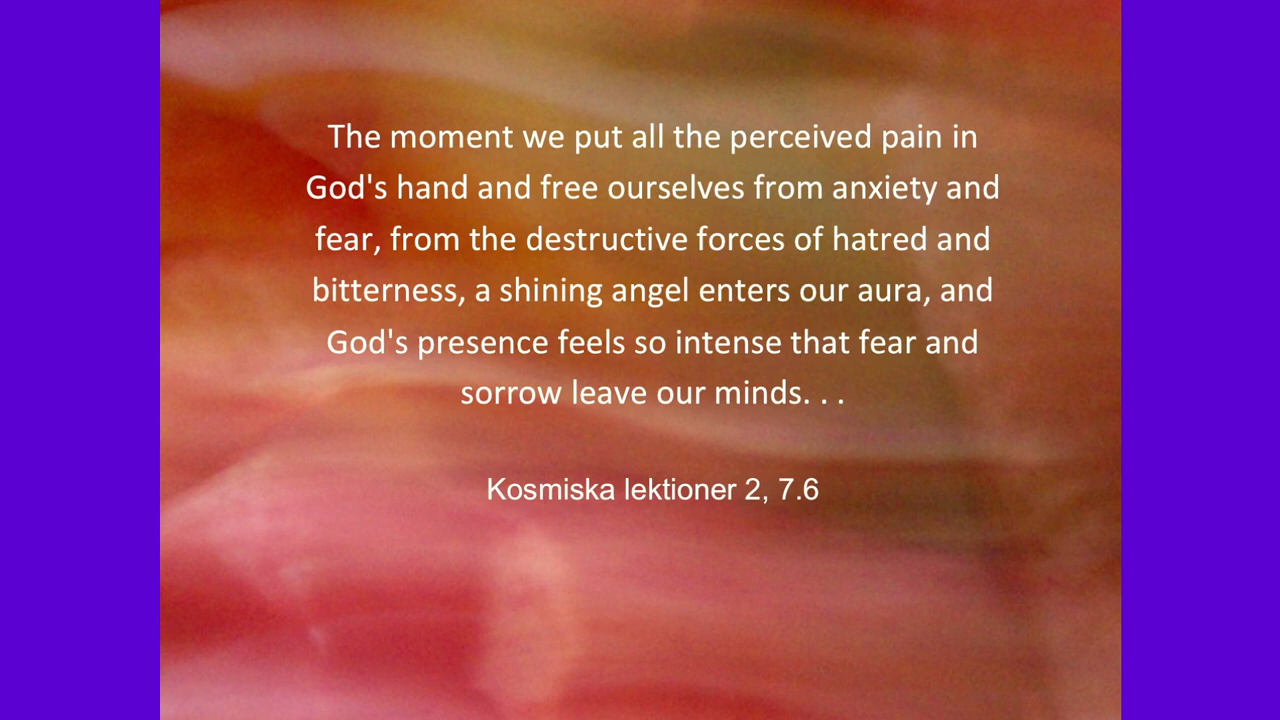 The moment we put all the perceived pain in
God's hand and free ourselves from anxiety and
fear, from the destructive forces of hatred and
bitterness, a shining angel enters our aura, and
God's presence feels so intense that fear and
sorrow leave our minds. . .
Kosmiska lektioner 2, 7.6